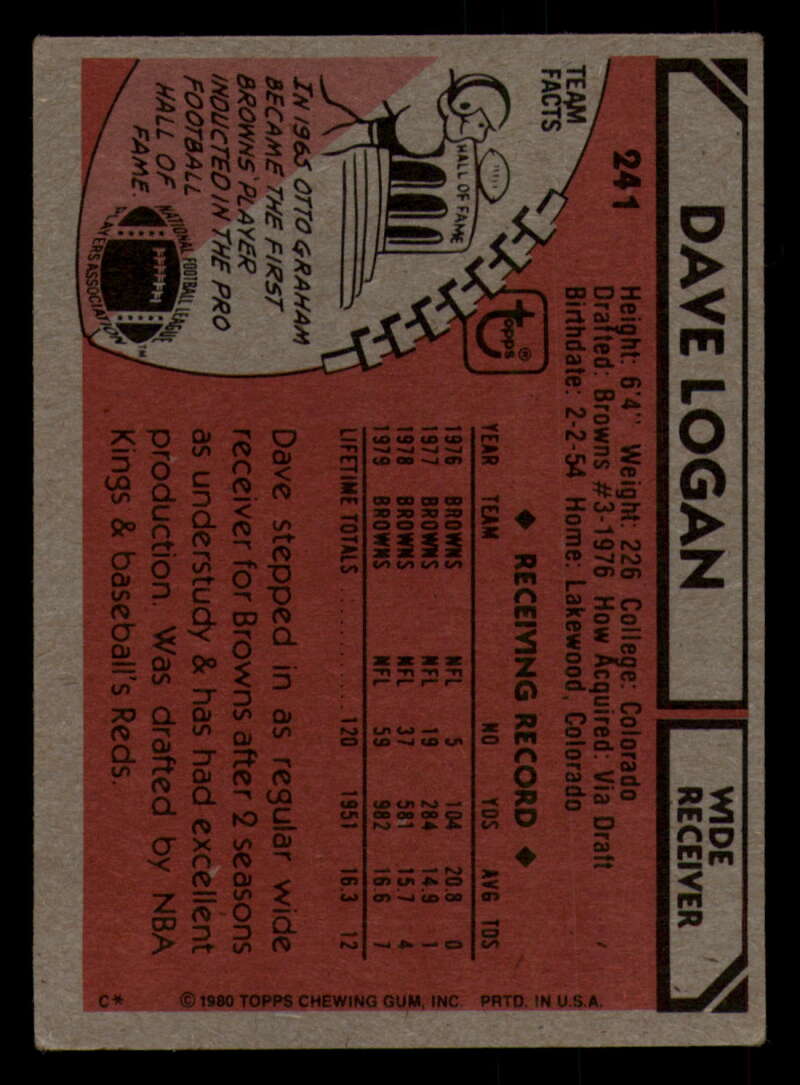 241
DAVE LOGAN
WIDE
RECEIVER
Height: 6'4" Weight: 226 College: Colorado
Drafted: Browns #3-1976 How Acquired: Via Draft
Birthdate: 2-2-54 Home: Lakewood, Colorado
TEAM
FACTS
HALL OF FAME
IN 1965 OTTO GRAHAM
BECAME THE FIRST
BROWNS' PLAYER
INDUCTED IN THE PRO
FOOTBALL
HALL OF
FAME.
NATIONAL FOOTBALL LEAGUE
PLAYERS ASSOCIATION
TM
topps®
◆ RECEIVING RECORD ◆
YEAR TEAM NO YDS AVG TDS
1976 BROWNS NFL 5 104 20.8 0
1977 BROWNS NFL 19 284 14.9 1
1978 BROWNS NFL 37 581 15.7 4
1979 BROWNS NFL 59 982 16.6 7
LIFETIME TOTALS .......... 120 1951 16.3 12
Dave stepped in as regular wide
receiver for Browns after 2 seasons
as understudy & has had excellent
production. Was drafted by NBA
Kings & baseball's Reds.
C* © 1980 TOPPS CHEWING GUM, INC. PRTD. IN U.S.A.